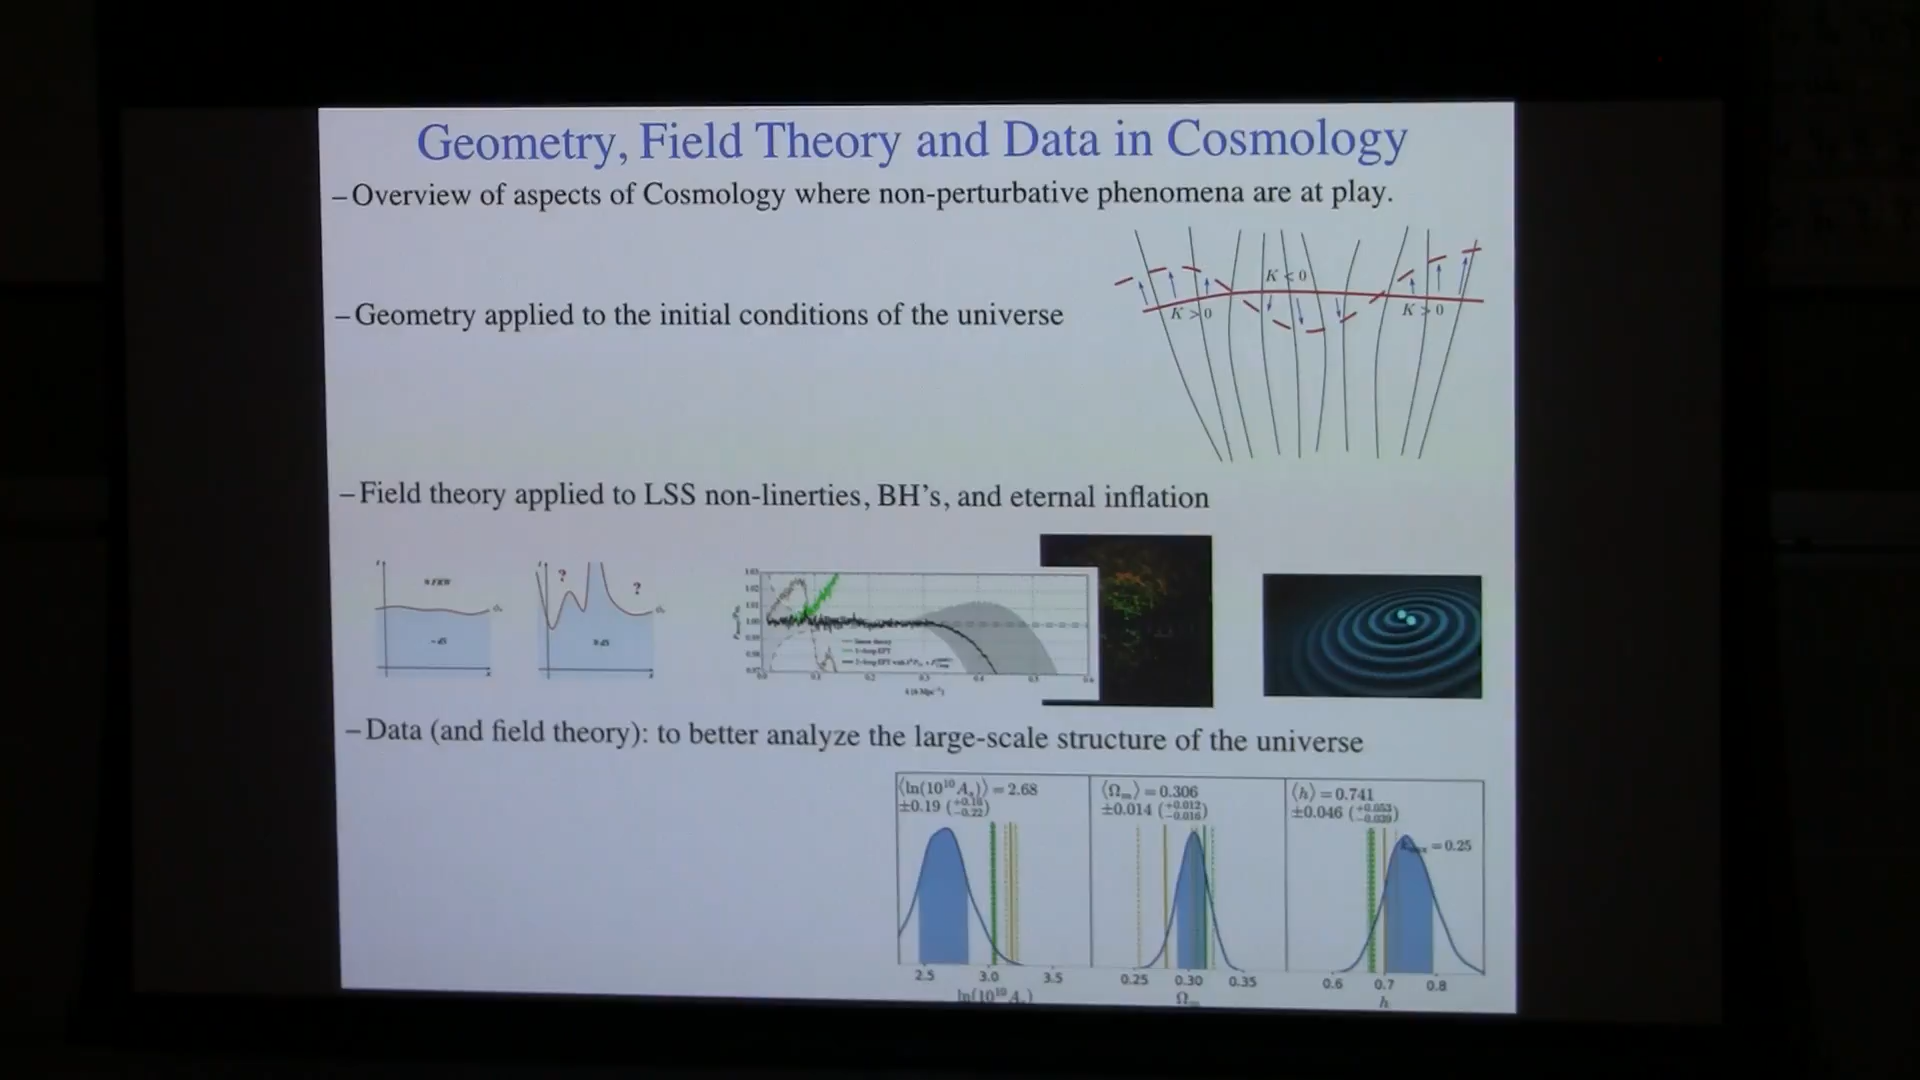 Geometry, Field Theory and Data in Cosmology
– Overview of aspects of Cosmology where non-perturbative phenomena are at play.
K < 0
K > 0
K > 0
– Geometry applied to the initial conditions of the universe
– Field theory applied to LSS non-linerties, BH's, and eternal inflation
?
?
– Data (and field theory): to better analyze the large-scale structure of the universe
⟨ln(10¹⁰A_s)⟩ = 2.68
±0.19 (+0.18 −0.22)
⟨Ω_m⟩ = 0.306
±0.014 (+0.012 −0.016)
⟨h⟩ = 0.741
±0.046 (+0.053 −0.039)
= 0.25
2.5 3.0 3.5
ln(10¹⁰A_s)
0.25 0.30 0.35
Ω_m
0.6 0.7 0.8
h